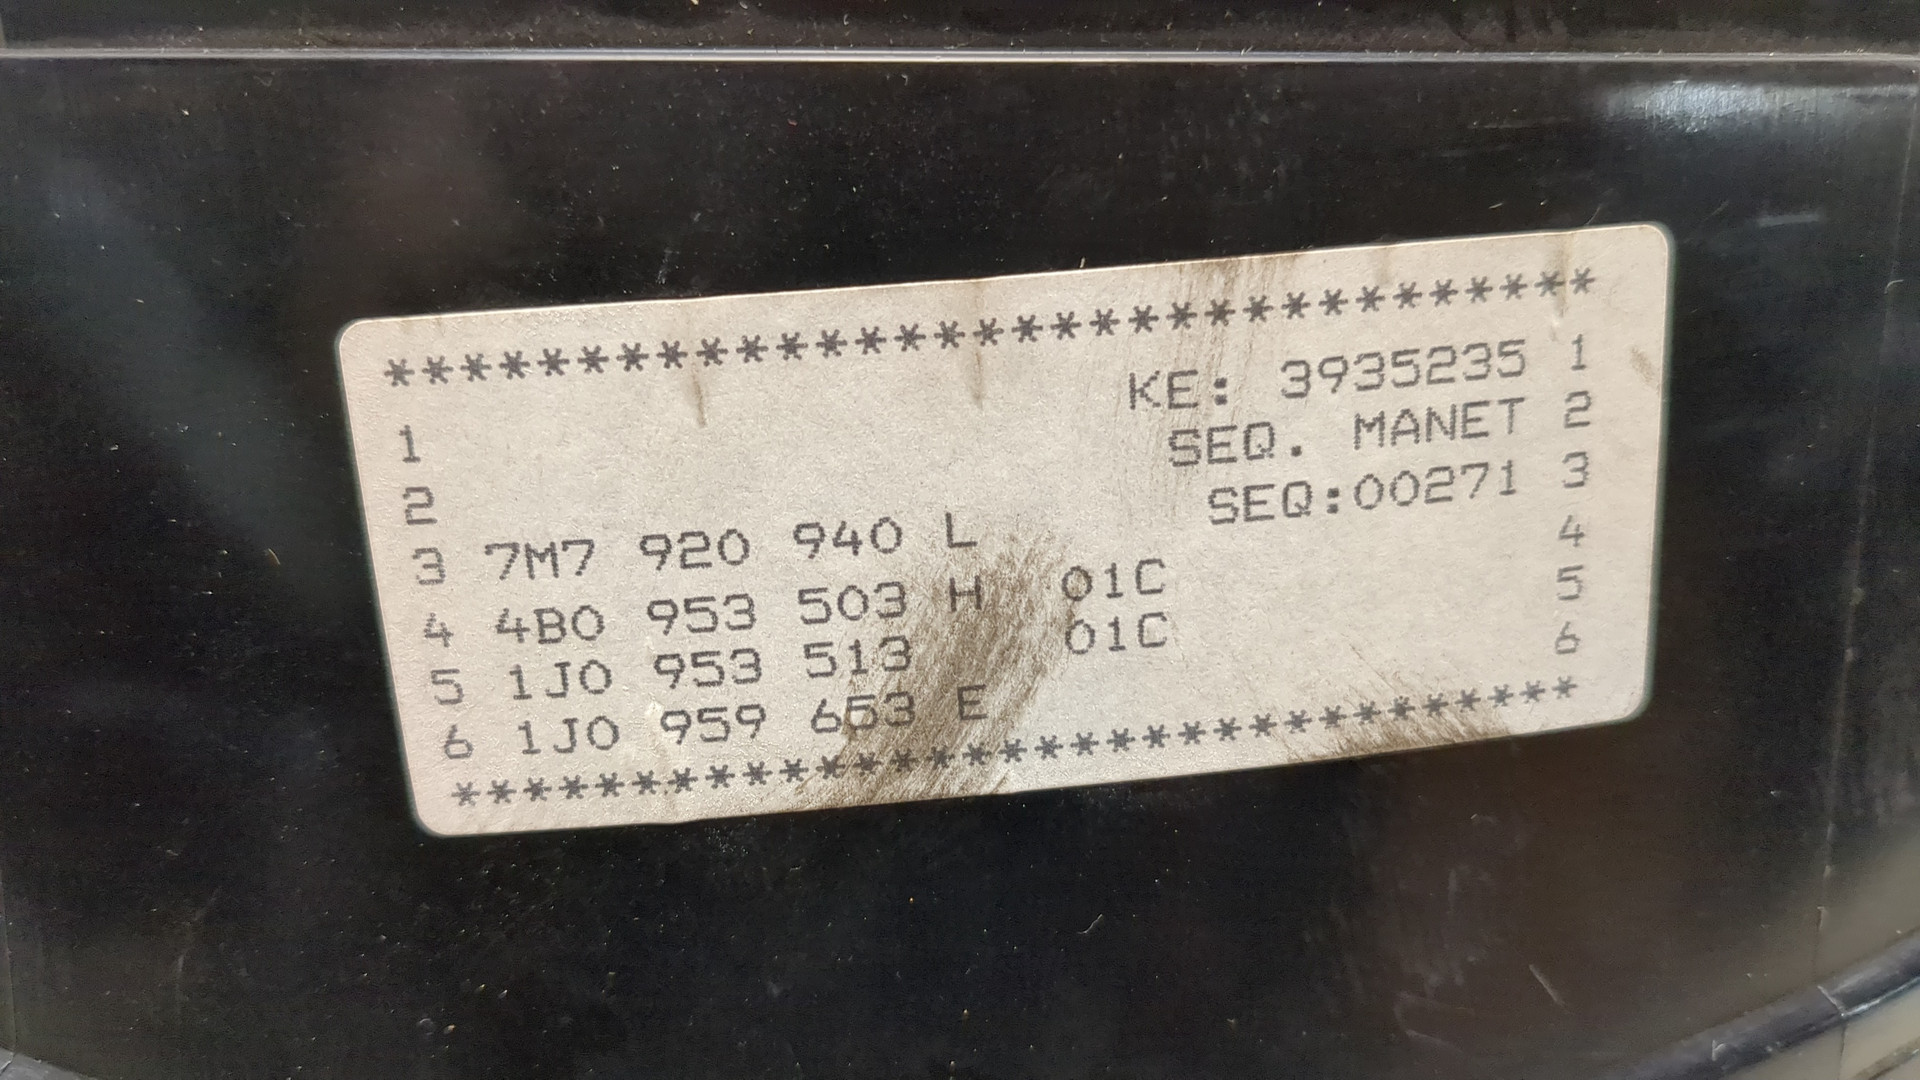 *******************************
1 KE: 3935235 1
2 SEQ. MANET 2
3 7M7 920 940 L SEQ:00271 3
4 4B0 953 503 H 01C 4
5 1J0 953 513 01C 5
6 1J0 959 653 E 6
*******************************